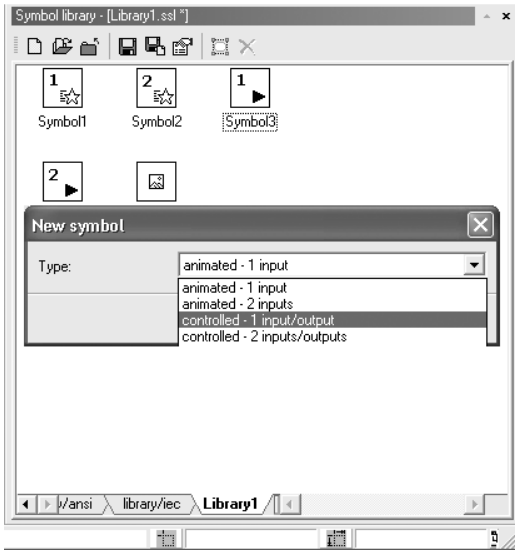 Symbol library - [Library1.ssl *]
1 2 1
Symbol1 Symbol2 Symbol3
2
New symbol
Type: animated - 1 input
animated - 1 input
animated - 2 inputs
controlled - 1 input/output
controlled - 2 inputs/outputs
/ansi library/iec Library1